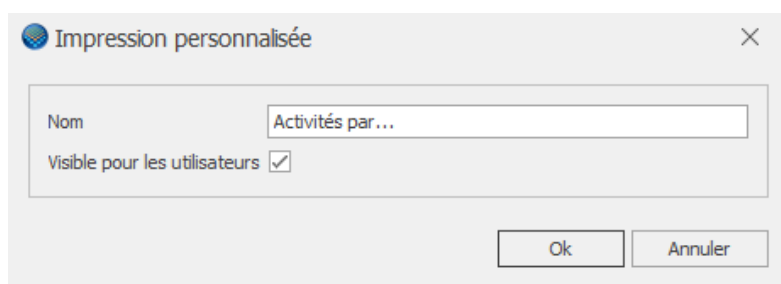 Impression personnalisée
Nom
Activités par...
Visible pour les utilisateurs
Ok
Annuler